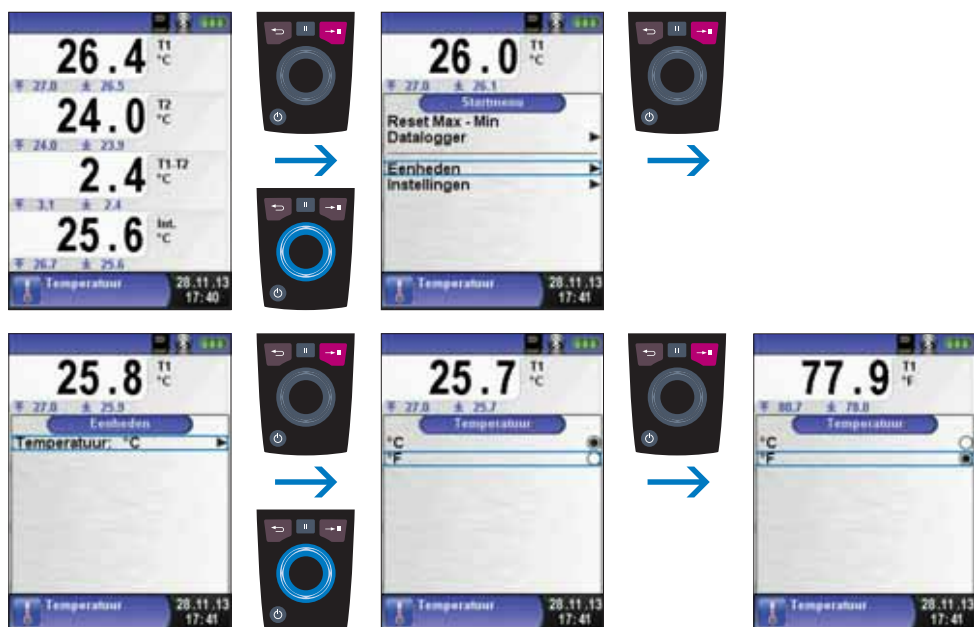 26.4 T1 °C
27.0 26.5
24.0 T2 °C
24.0 23.9
2.4 T1-T2 °C
3.1 2.4
25.6 Int. °C
26.7 25.6
Temperatuur 28.11.13
17:40
26.0 T1 °C
27.0 26.1
Startmenu
Reset Max - Min
Datalogger
Eenheden
Instellingen
Temperatuur 28.11.13
17:41
25.8 T1 °C
27.0 25.9
Eenheden
Temperatuur: °C
Temperatuur 28.11.13
17:41
25.7 T1 °C
27.0 25.7
Temperatuur:
°C
°F
Temperatuur 28.11.13
17:41
77.9 T1 °F
80.7 78.0
Temperatuur:
°C
°F
Temperatuur 28.11.13
17:41